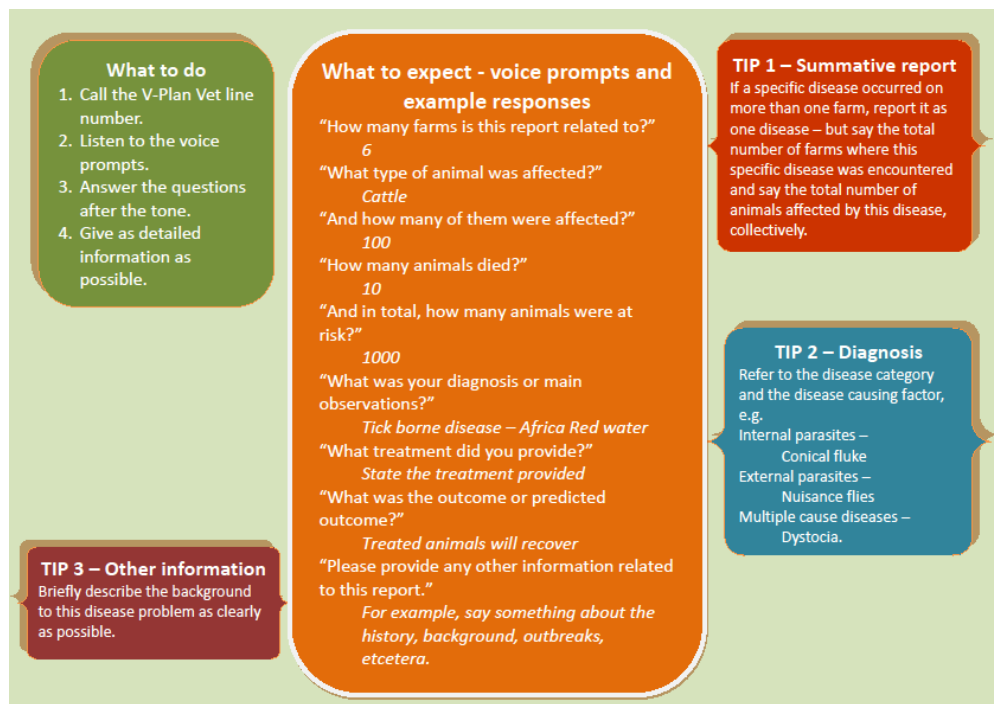 What to do
1. Call the V-Plan Vet line
number.
2. Listen to the voice
prompts.
3. Answer the questions
after the tone.
4. Give as detailed
information as
possible.
What to expect - voice prompts and
example responses
“How many farms is this report related to?”
6
“What type of animal was affected?”
Cattle
“And how many of them were affected?”
100
“How many animals died?”
10
“And in total, how many animals were at
risk?”
1000
“What was your diagnosis or main
observations?”
Tick borne disease – Africa Red water
“What treatment did you provide?”
State the treatment provided
“What was the outcome or predicted
outcome?”
Treated animals will recover
“Please provide any other information related
to this report.”
For example, say something about the
history, background, outbreaks,
etcetera.
TIP 1 – Summative report
If a specific disease occurred on
more than one farm, report it as
one disease – but say the total
number of farms where this
specific disease was encountered
and say the total number of
animals affected by this disease,
collectively.
TIP 2 – Diagnosis
Refer to the disease category
and the disease causing factor,
e.g.
Internal parasites –
Conical fluke
External parasites –
Nuisance flies
Multiple cause diseases –
Dystocia.
TIP 3 – Other information
Briefly describe the background
to this disease problem as clearly
as possible.